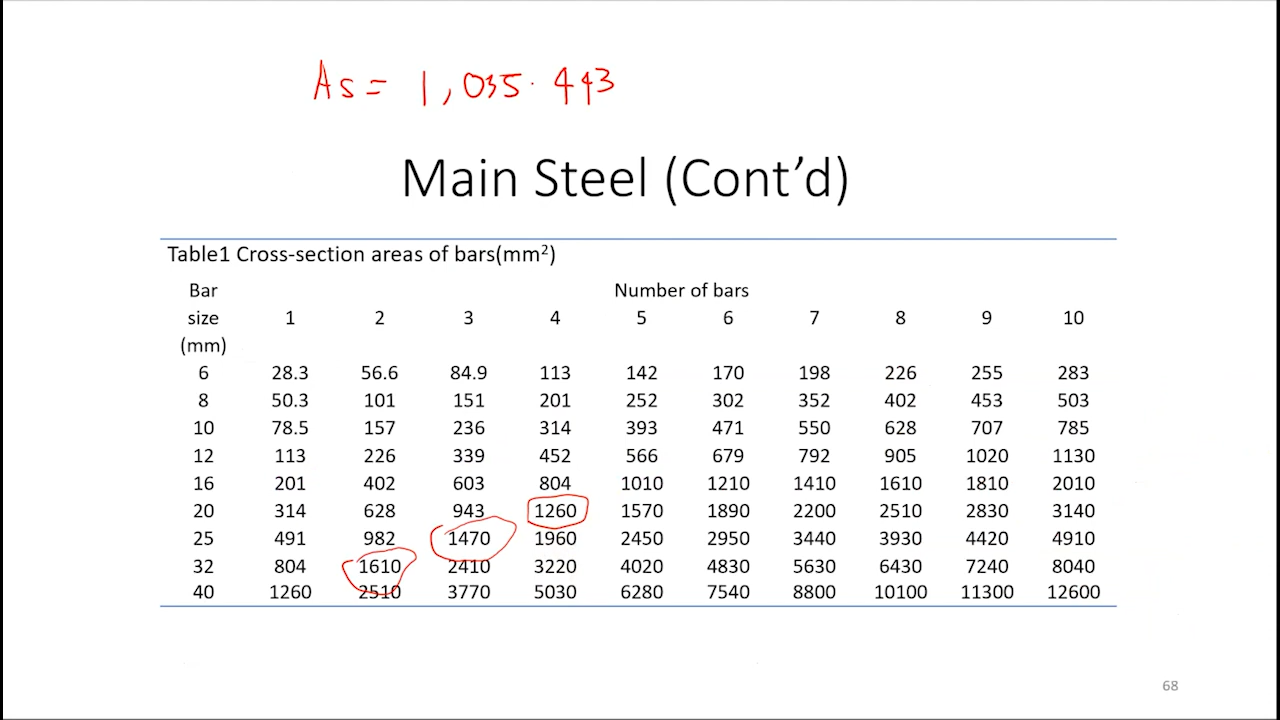 As = 1,035.493
Main Steel (Cont’d)
Table1 Cross-section areas of bars(mm²)
Bar Number of bars
size 1 2 3 4 5 6 7 8 9 10
(mm)
6 28.3 56.6 84.9 113 142 170 198 226 255 283
8 50.3 101 151 201 252 302 352 402 453 503
10 78.5 157 236 314 393 471 550 628 707 785
12 113 226 339 452 566 679 792 905 1020 1130
16 201 402 603 804 1010 1210 1410 1610 1810 2010
20 314 628 943 1260 1570 1890 2200 2510 2830 3140
25 491 982 1470 1960 2450 2950 3440 3930 4420 4910
32 804 1610 2410 3220 4020 4830 5630 6430 7240 8040
40 1260 2510 3770 5030 6280 7540 8800 10100 11300 12600
68